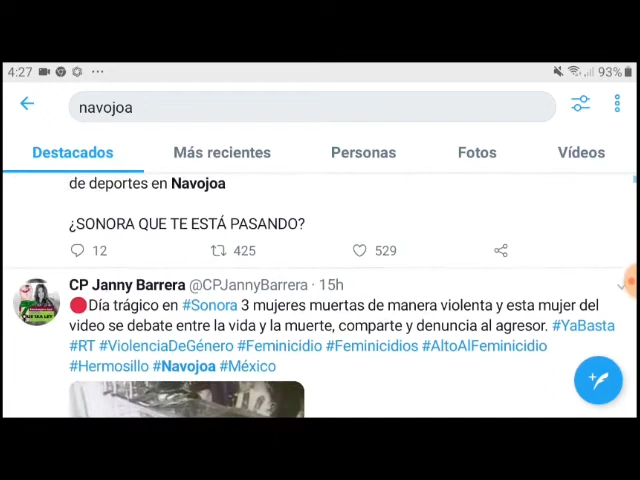 4:27 93%
navojoa
Destacados Más recientes Personas Fotos Vídeos
de deportes en Navojoa
¿SONORA QUE TE ESTÁ PASANDO?
12 425 529
CP Janny Barrera @CPJannyBarrera · 15h
Día trágico en #Sonora 3 mujeres muertas de manera violenta y esta mujer del
video se debate entre la vida y la muerte, comparte y denuncia al agresor. #YaBasta
#RT #ViolenciaDeGénero #Feminicidio #Feminicidios #AltoAlFeminicidio
#Hermosillo #Navojoa #México